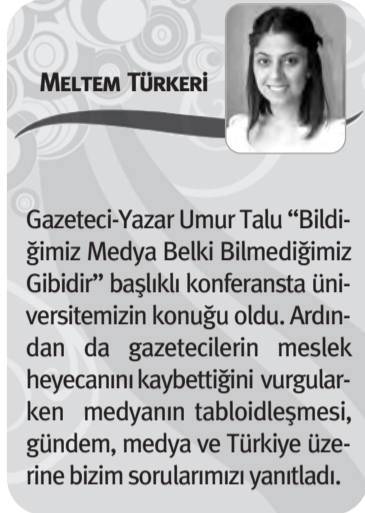 MELTEM TÜRKERİ
Gazeteci-Yazar Umur Talu “Bildi-
ğimiz Medya Belki Bilmediğimiz
Gibidir” başlıklı konferansta üni-
versitemizin konuğu oldu. Ardın-
dan da gazetecilerin meslek
heyecanını kaybettiğini vurgular-
ken medyanın tabloidleşmesi,
gündem, medya ve Türkiye üze-
rine bizim sorularımızı yanıtladı.